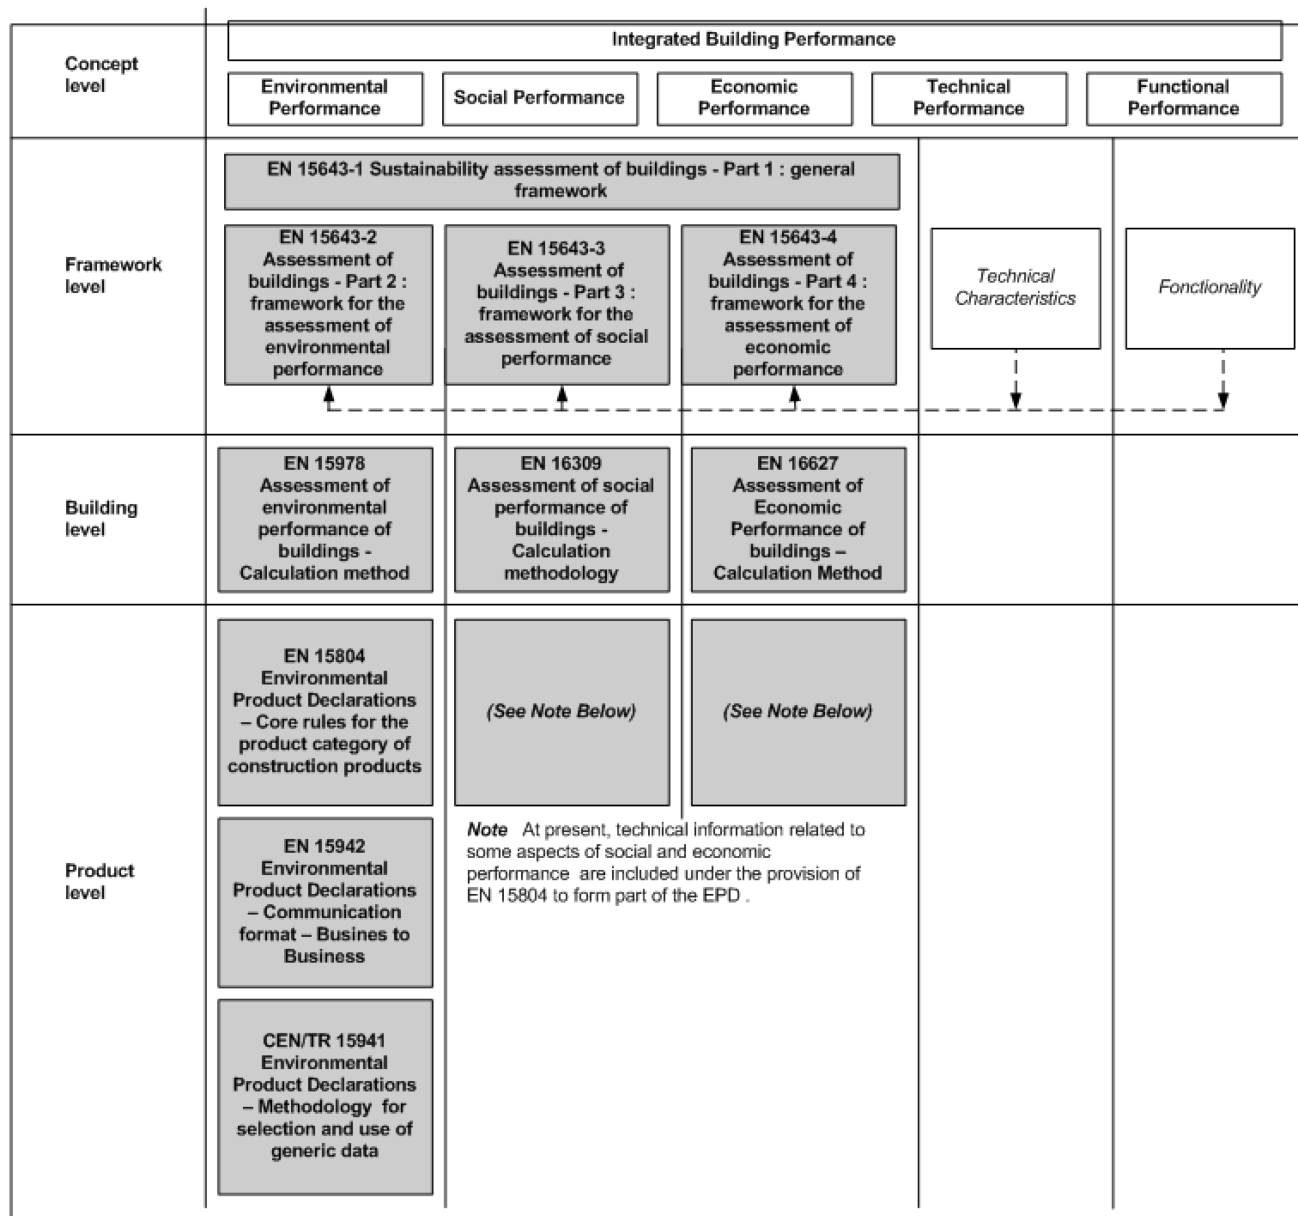 Concept
level
Integrated Building Performance
Environmental
Performance
Social Performance
Economic
Performance
Technical
Performance
Functional
Performance
Framework
level
EN 15643-1 Sustainability assessment of buildings - Part 1 : general
framework
EN 15643-2
Assessment of
buildings - Part 2 :
framework for the
assessment of
environmental
performance
EN 15643-3
Assessment of
buildings - Part 3 :
framework for the
assessment of social
performance
EN 15643-4
Assessment of
buildings - Part 4 :
framework for the
assessment of
economic
performance
Technical
Characteristics
Fonctionality
Building
level
EN 15978
Assessment of
environmental
performance of
buildings -
Calculation method
EN 16309
Assessment of social
performance of
buildings -
Calculation
methodology
EN 16627
Assessment of
Economic
Performance of
buildings –
Calculation Method
Product
level
EN 15804
Environmental
Product Declarations
– Core rules for the
product category of
construction products
(See Note Below)
(See Note Below)
Note At present, technical information related to
some aspects of social and economic
performance are included under the provision of
EN 15804 to form part of the EPD .
EN 15942
Environmental
Product Declarations
– Communication
format – Busines to
Business
CEN/TR 15941
Environmental
Product Declarations
– Methodology for
selection and use of
generic data